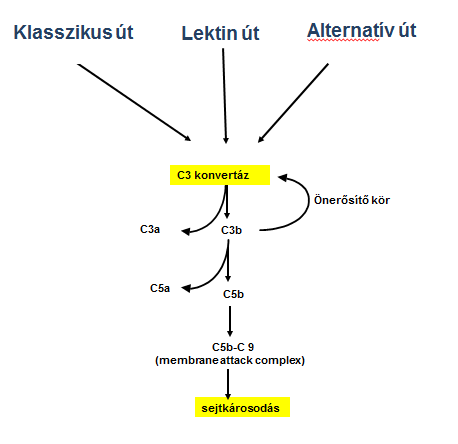 Klasszikus út
Lektin út
Alternatív út
C3 konvertáz
Önerősítő kör
C3a
C3b
C5a
C5b
C5b-C 9
(membrane attack complex)
sejtkárosodás